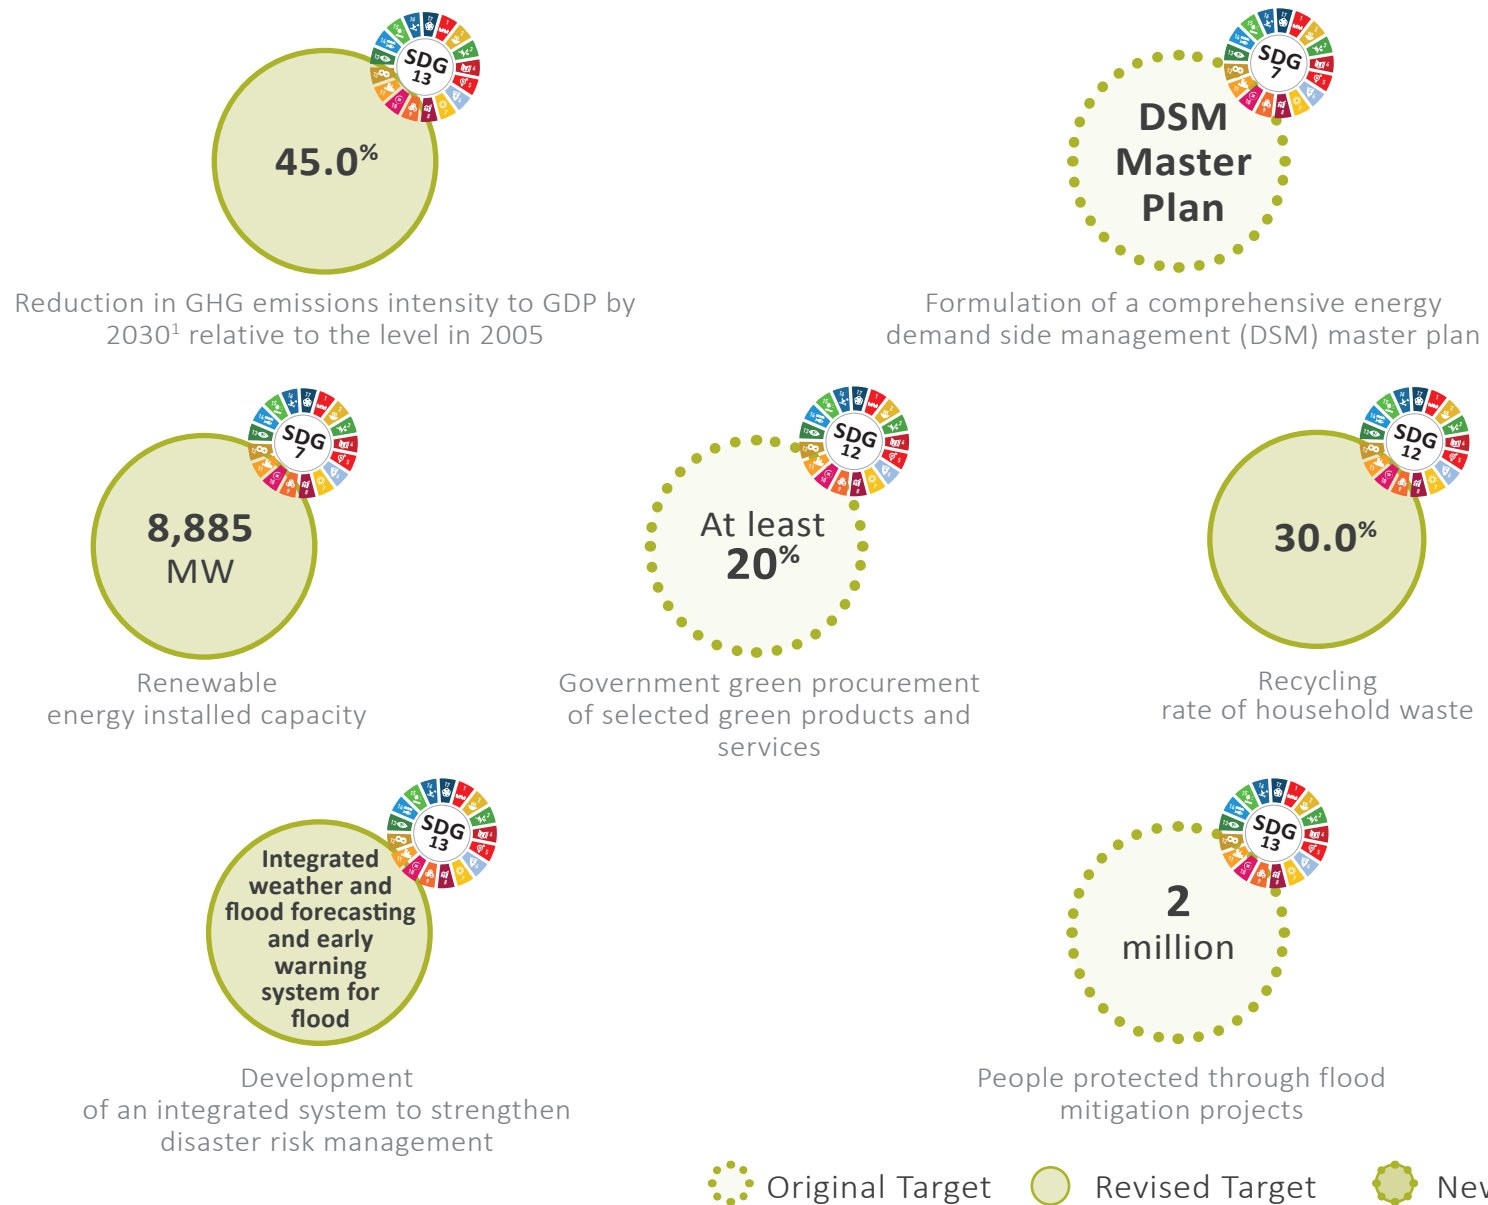 SDG
13
45.0%
Reduction in GHG emissions intensity to GDP by
2030¹ relative to the level in 2005
SDG
7
DSM
Master
Plan
Formulation of a comprehensive energy
demand side management (DSM) master plan
SDG
7
8,885
MW
Renewable
energy installed capacity
SDG
12
At least
20%
Government green procurement
of selected green products and
services
SDG
12
30.0%
Recycling
rate of household waste
SDG
13
Integrated
weather and
flood forecasting
and early
warning
system for
flood
Development
of an integrated system to strengthen
disaster risk management
SDG
13
2
million
People protected through flood
mitigation projects
Original Target
Revised Target